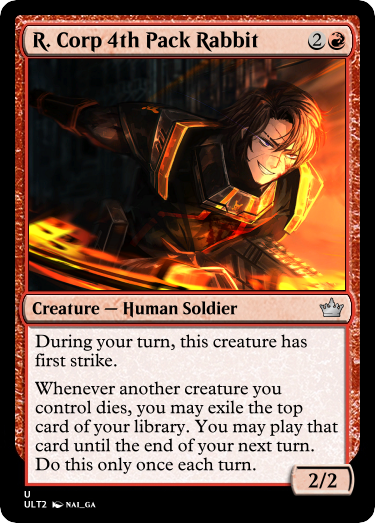 R. Corp 4th Pack Rabbit 2
Creature — Human Soldier
During your turn, this creature has
first strike.
Whenever another creature you
control dies, you may exile the top
card of your library. You may play that
card until the end of your next turn.
Do this only once each turn.
2/2
U
ULT2 NAI_GA